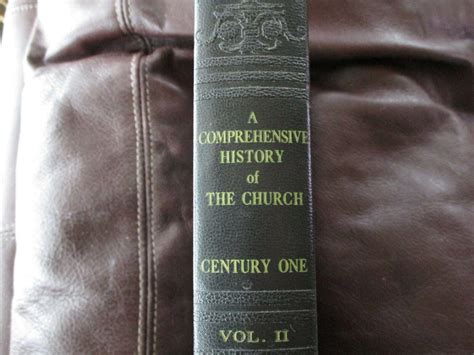 A
COMPREHENSIVE
HISTORY
of
THE CHURCH
CENTURY ONE
VOL. II